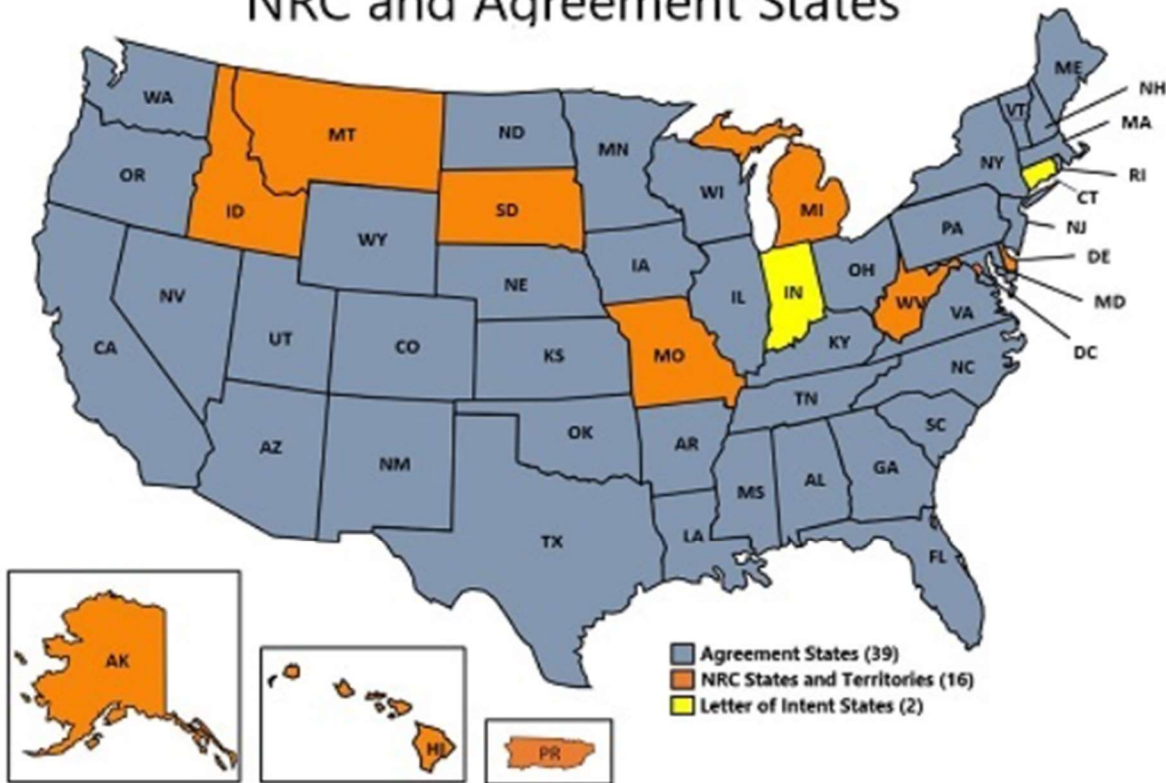 NRC and Agreement States
WA
MT
ND
MN
ME
VT
NH
MA
OR
ID
SD
WI
MI
NY
RI
CT
WY
IA
PA
NJ
DE
NV
UT
CO
NE
IL
IN
OH
WV
VA
MD
DC
CA
KS
MO
KY
NC
AZ
NM
OK
AR
TN
SC
TX
LA
MS
AL
GA
FL
Agreement States (39)
NRC States and Territories (16)
Letter of Intent States (2)
AK
HI
PR